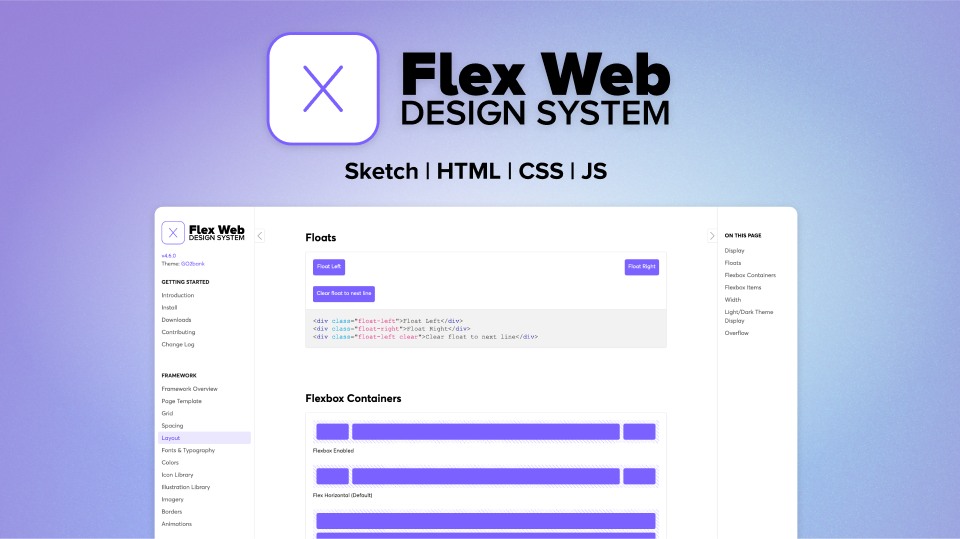 Flex Web
DESIGN SYSTEM
Sketch | HTML | CSS | JS
Flex Web
DESIGN SYSTEM
v4.6.0
Theme: GO2bank
GETTING STARTED
Introduction
Install
Downloads
Contributing
Change Log
FRAMEWORK
Framework Overview
Page Template
Grid
Spacing
Layout
Fonts & Typography
Colors
Icon Library
Illustration Library
Imagery
Borders
Animations
Floats
Float Left
Float Right
Clear float to next line
<div class="float-left">Float Left</div>
<div class="float-right">Float Right</div>
<div class="float-left clear">Clear float to next line</div>
Flexbox Containers
Flexbox Enabled
Flex Horizontal (Default)
ON THIS PAGE
Display
Floats
Flexbox Containers
Flexbox Items
Width
Light/Dark Theme
Display
Overflow